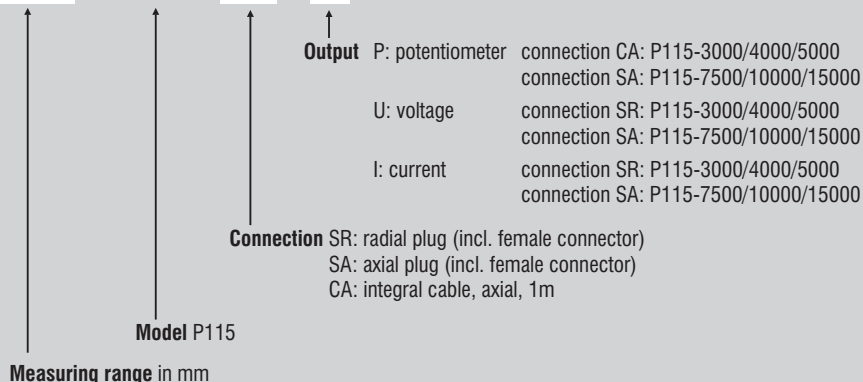 Output P: potentiometer connection CA: P115-3000/4000/5000
connection SA: P115-7500/10000/15000
U: voltage connection SR: P115-3000/4000/5000
connection SA: P115-7500/10000/15000
I: current connection SR: P115-3000/4000/5000
connection SA: P115-7500/10000/15000
Connection SR: radial plug (incl. female connector)
SA: axial plug (incl. female connector)
CA: integral cable, axial, 1m
Model P115
Measuring range in mm